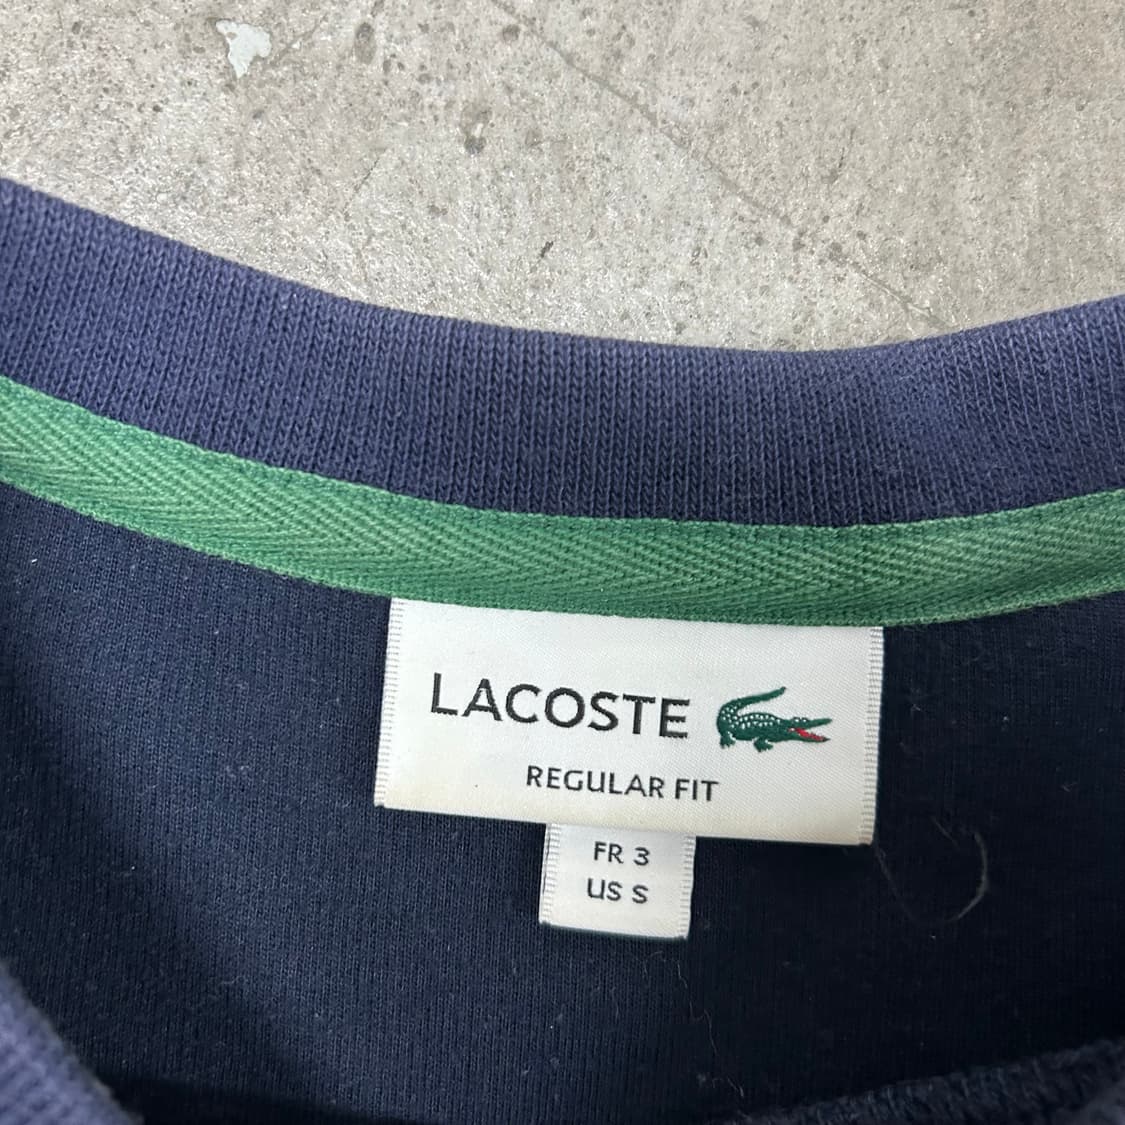 LACOSTE
REGULAR FIT
FR 3
US S